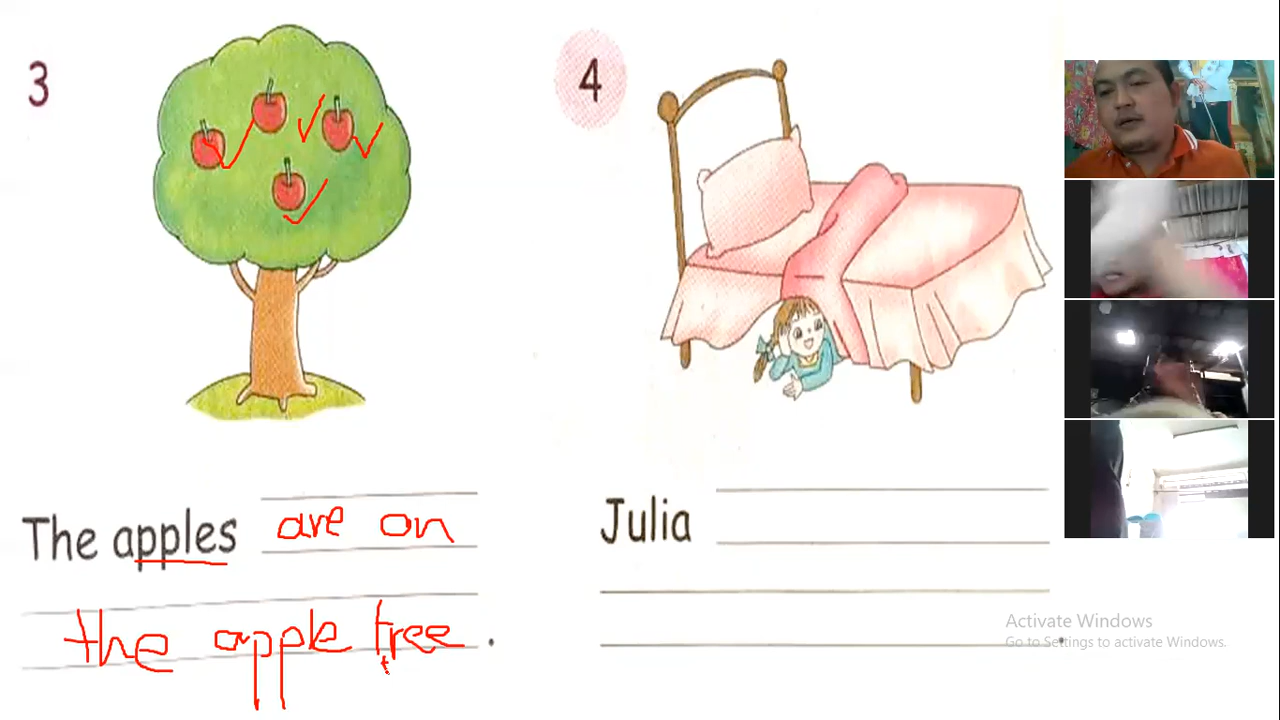 3
4
The apples are on
the apple tree.
Julia
.
Activate Windows
Go to Settings to activate Windows.